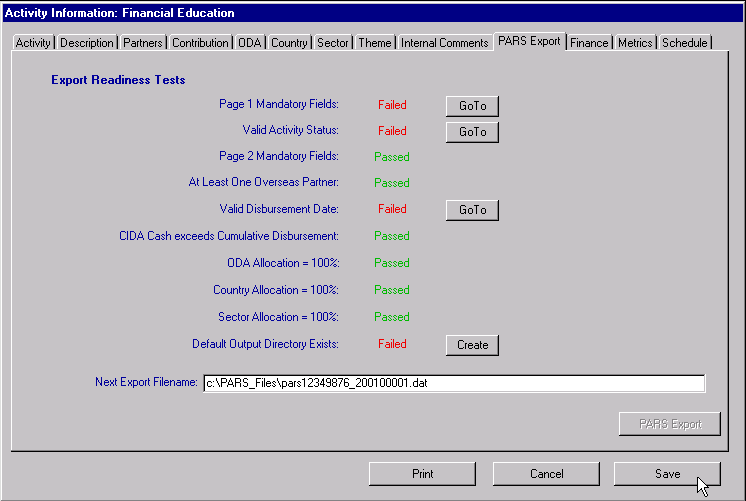 Activity Information: Financial Education
Activity Description Partners Contribution ODA Country Sector Theme Internal Comments PARS Export Finance Metrics Schedule
Export Readiness Tests
Page 1 Mandatory Fields: Failed GoTo
Valid Activity Status: Failed GoTo
Page 2 Mandatory Fields: Passed
At Least One Overseas Partner: Passed
Valid Disbursement Date: Failed GoTo
CIDA Cash exceeds Cumulative Disbursement: Passed
ODA Allocation = 100%: Passed
Country Allocation = 100%: Passed
Sector Allocation = 100%: Passed
Default Output Directory Exists: Failed Create
Next Export Filename: c:\PARS_Files\pars12349876_200100001.dat
PARS Export
Print Cancel Save